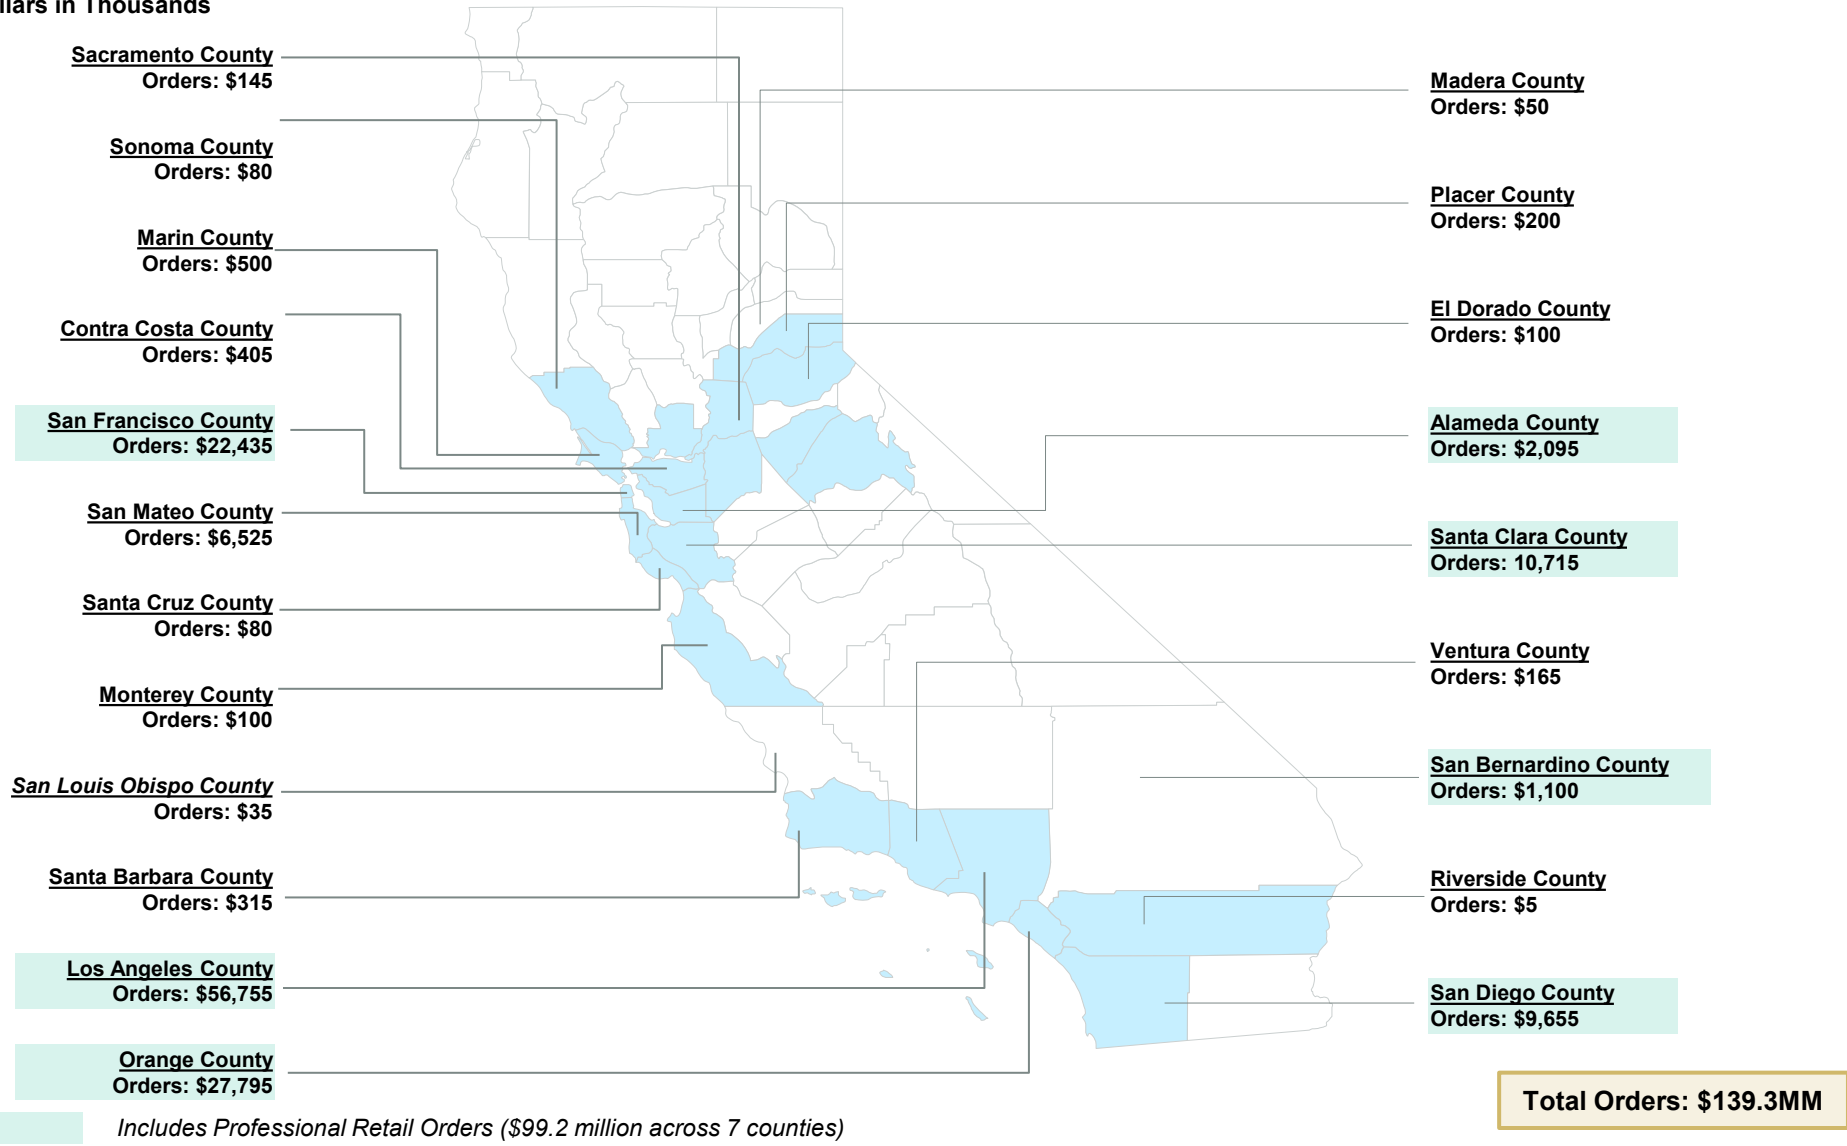 in Thousands
Sacramento County
Orders: $145
Sonoma County
Orders: $80
Marin County
Orders: $500
Contra Costa County
Orders: $405
San Francisco County
Orders: $22,435
San Mateo County
Orders: $6,525
Santa Cruz County
Orders: $80
Monterey County
Orders: $100
San Louis Obispo County
Orders: $35
Santa Barbara County
Orders: $315
Los Angeles County
Orders: $56,755
Orange County
Orders: $27,795
Madera County
Orders: $50
Placer County
Orders: $200
El Dorado County
Orders: $100
Alameda County
Orders: $2,095
Santa Clara County
Orders: 10,715
Ventura County
Orders: $165
San Bernardino County
Orders: $1,100
Riverside County
Orders: $5
San Diego County
Orders: $9,655
Total Orders: $139.3MM
Includes Professional Retail Orders ($99.2 million across 7 counties)